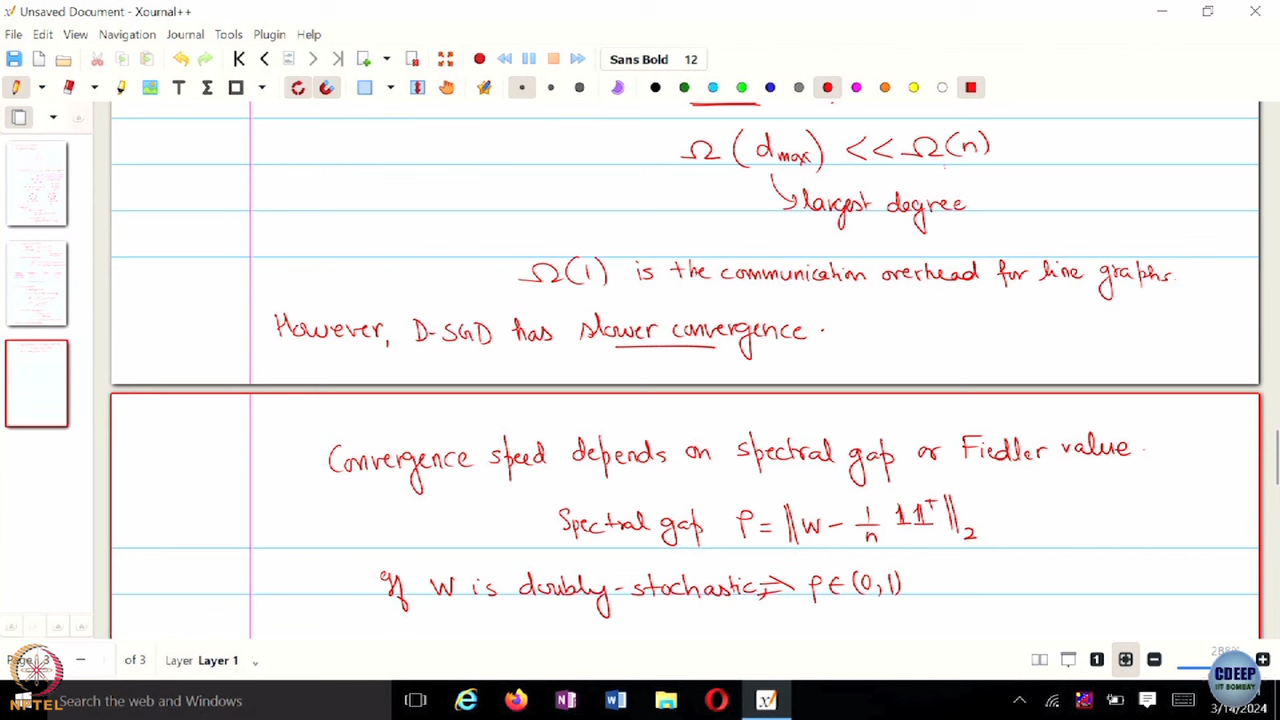 Unsaved Document - Xournal++
File Edit View Navigation Journal Tools Plugin Help
Sans Bold 12
Ω(d_max) << Ω(n)
largest degree
Ω(1) is the communication overhead for line graphs.
However, D-SGD has slower convergence.
Convergence speed depends on spectral gap or Fiedler value.
Spectral gap ρ = ‖W - 1/n 11ᵀ‖₂
If W is doubly-stochastic, ⇒ ρ ∈ (0,1)
of 3 Layer Layer 1
288%
NPTEL
Search the web and Windows
CDEEP
IIT BOMBAY
3/14/2024